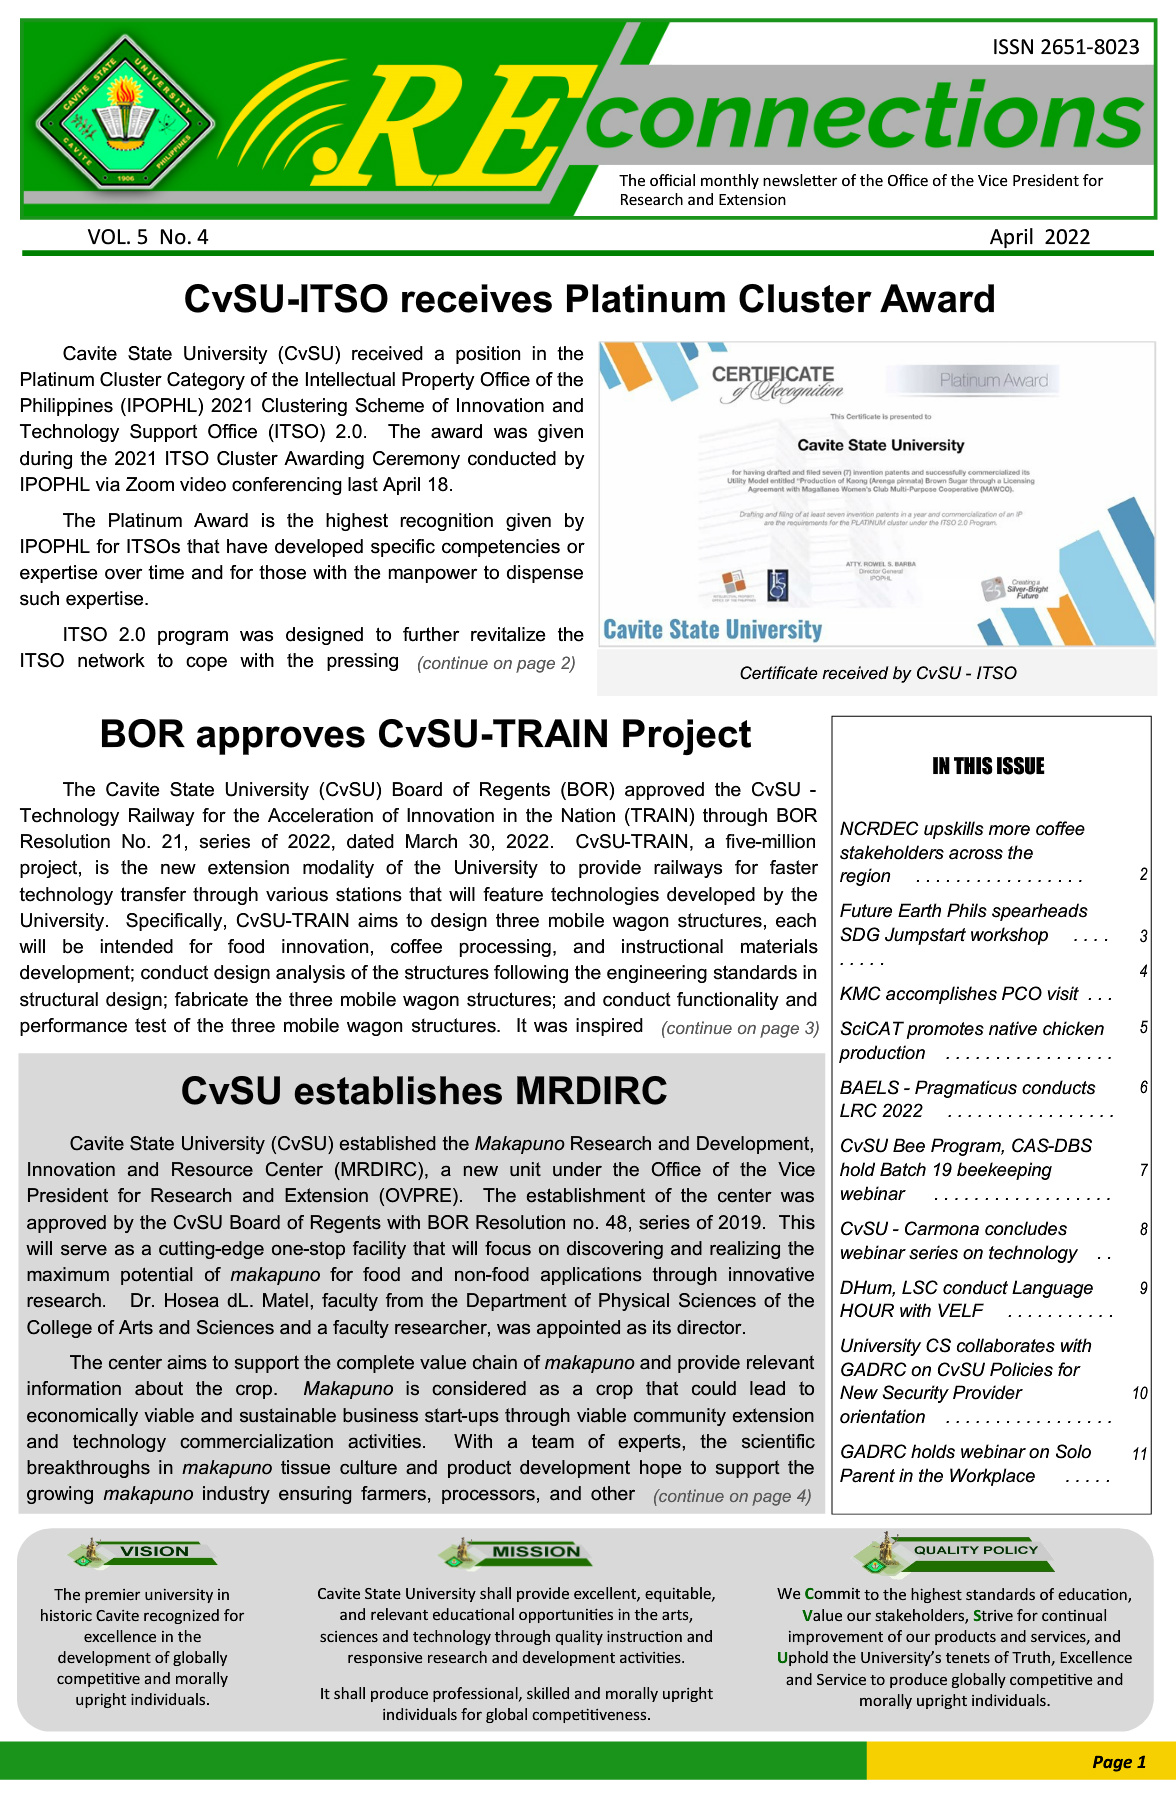 CAVITE STATE UNIVERSITY
CAVITE
PHILIPPINES
1906
RE connections
ISSN 2651-8023
The official monthly newsletter of the Office of the Vice President for
Research and Extension
VOL. 5 No. 4
April 2022
CvSU-ITSO receives Platinum Cluster Award
Cavite State University (CvSU) received a position in the
Platinum Cluster Category of the Intellectual Property Office of the
Philippines (IPOPHL) 2021 Clustering Scheme of Innovation and
Technology Support Office (ITSO) 2.0. The award was given
during the 2021 ITSO Cluster Awarding Ceremony conducted by
IPOPHL via Zoom video conferencing last April 18.
The Platinum Award is the highest recognition given by
IPOPHL for ITSOs that have developed specific competencies or
expertise over time and for those with the manpower to dispense
such expertise.
ITSO 2.0 program was designed to further revitalize the
ITSO network to cope with the pressing (continue on page 2)
CERTIFICATE
of Recognition
Platinum Award
This Certificate is presented to
Cavite State University
for having drafted and filed seven (7) invention patents and successfully commercialized its
Utility Model entitled "Production of Kaong (Arenga pinnata) Brown Sugar through a Licensing
Agreement with Magallanes Women's Club Multi-Purpose Cooperative (MAWCO).
Drafting and filing of at least seven invention patents in a year and commercialization of an IP
are the requirements for the PLATINUM cluster under the ITSO 2.0 Program.
ATTY. ROWEL S. BARBA
Director General
IPOPHL
INTELLECTUAL PROPERTY
OFFICE OF THE PHILIPPINES
ITSO
25
Creating a
Silver-Bright
Future
Cavite State University
Certificate received by CvSU - ITSO
BOR approves CvSU-TRAIN Project
The Cavite State University (CvSU) Board of Regents (BOR) approved the CvSU -
Technology Railway for the Acceleration of Innovation in the Nation (TRAIN) through BOR
Resolution No. 21, series of 2022, dated March 30, 2022. CvSU-TRAIN, a five-million
project, is the new extension modality of the University to provide railways for faster
technology transfer through various stations that will feature technologies developed by the
University. Specifically, CvSU-TRAIN aims to design three mobile wagon structures, each
will be intended for food innovation, coffee processing, and instructional materials
development; conduct design analysis of the structures following the engineering standards in
structural design; fabricate the three mobile wagon structures; and conduct functionality and
performance test of the three mobile wagon structures. It was inspired (continue on page 3)
CvSU establishes MRDIRC
Cavite State University (CvSU) established the Makapuno Research and Development,
Innovation and Resource Center (MRDIRC), a new unit under the Office of the Vice
President for Research and Extension (OVPRE). The establishment of the center was
approved by the CvSU Board of Regents with BOR Resolution no. 48, series of 2019. This
will serve as a cutting-edge one-stop facility that will focus on discovering and realizing the
maximum potential of makapuno for food and non-food applications through innovative
research. Dr. Hosea dL. Matel, faculty from the Department of Physical Sciences of the
College of Arts and Sciences and a faculty researcher, was appointed as its director.
The center aims to support the complete value chain of makapuno and provide relevant
information about the crop. Makapuno is considered as a crop that could lead to
economically viable and sustainable business start-ups through viable community extension
and technology commercialization activities. With a team of experts, the scientific
breakthroughs in makapuno tissue culture and product development hope to support the
growing makapuno industry ensuring farmers, processors, and other (continue on page 4)
IN THIS ISSUE
NCRDEC upskills more coffee
stakeholders across the
region . . . . . . . . . . . . . . . . . 2
Future Earth Phils spearheads
SDG Jumpstart workshop . . . . 3
. . . . .
4
KMC accomplishes PCO visit . . .
SciCAT promotes native chicken 5
production . . . . . . . . . . . . . . . . .
BAELS - Pragmaticus conducts 6
LRC 2022 . . . . . . . . . . . . . . . . .
CvSU Bee Program, CAS-DBS
hold Batch 19 beekeeping 7
webinar . . . . . . . . . . . . . . . . . .
CvSU - Carmona concludes 8
webinar series on technology . .
DHum, LSC conduct Language 9
HOUR with VELF . . . . . . . . . . .
University CS collaborates with
GADRC on CvSU Policies for
New Security Provider 10
orientation . . . . . . . . . . . . . . . . .
GADRC holds webinar on Solo 11
Parent in the Workplace . . . . .
VISION
The premier university in
historic Cavite recognized for
excellence in the
development of globally
competitive and morally
upright individuals.
MISSION
Cavite State University shall provide excellent, equitable,
and relevant educational opportunities in the arts,
sciences and technology through quality instruction and
responsive research and development activities.
It shall produce professional, skilled and morally upright
individuals for global competitiveness.
QUALITY POLICY
We Commit to the highest standards of education,
Value our stakeholders, Strive for continual
improvement of our products and services, and
Uphold the University's tenets of Truth, Excellence
and Service to produce globally competitive and
morally upright individuals.
Page 1